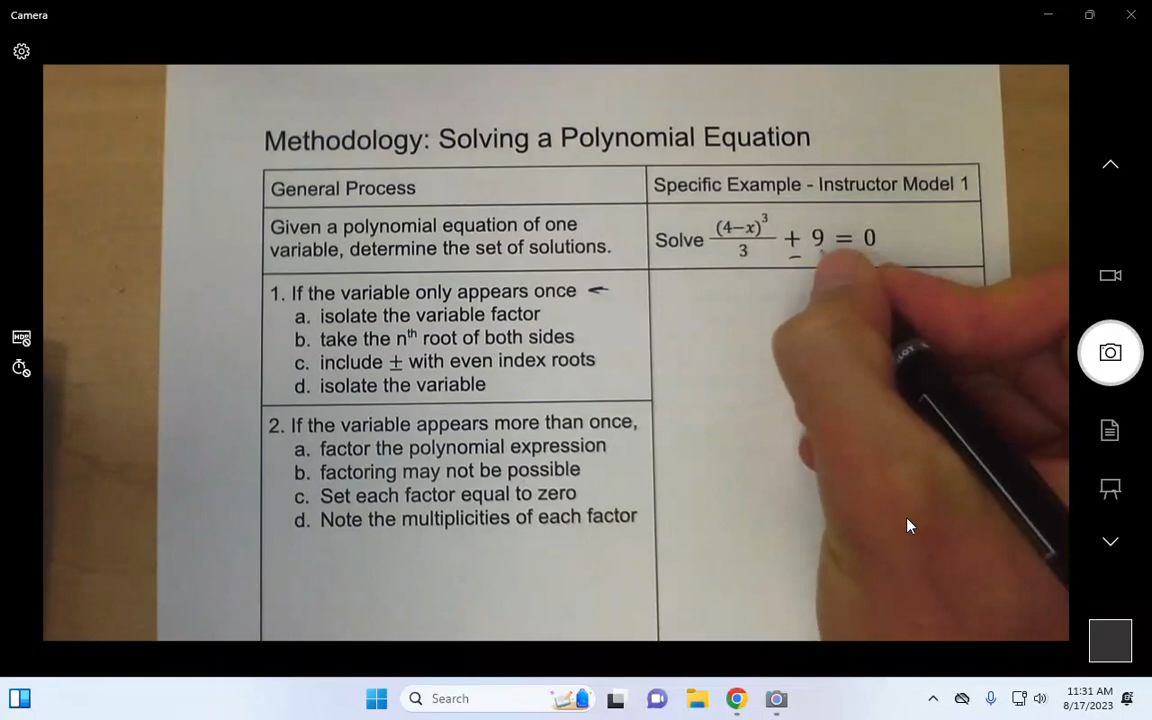 Camera
Methodology: Solving a Polynomial Equation
General Process
Specific Example - Instructor Model 1
Given a polynomial equation of one
variable, determine the set of solutions.
Solve (4−x)³/3 + 9 = 0
1. If the variable only appears once
a. isolate the variable factor
b. take the nᵗʰ root of both sides
c. include ± with even index roots
d. isolate the variable
2. If the variable appears more than once,
a. factor the polynomial expression
b. factoring may not be possible
c. Set each factor equal to zero
d. Note the multiplicities of each factor
HDR
Search
11:31 AM
8/17/2023